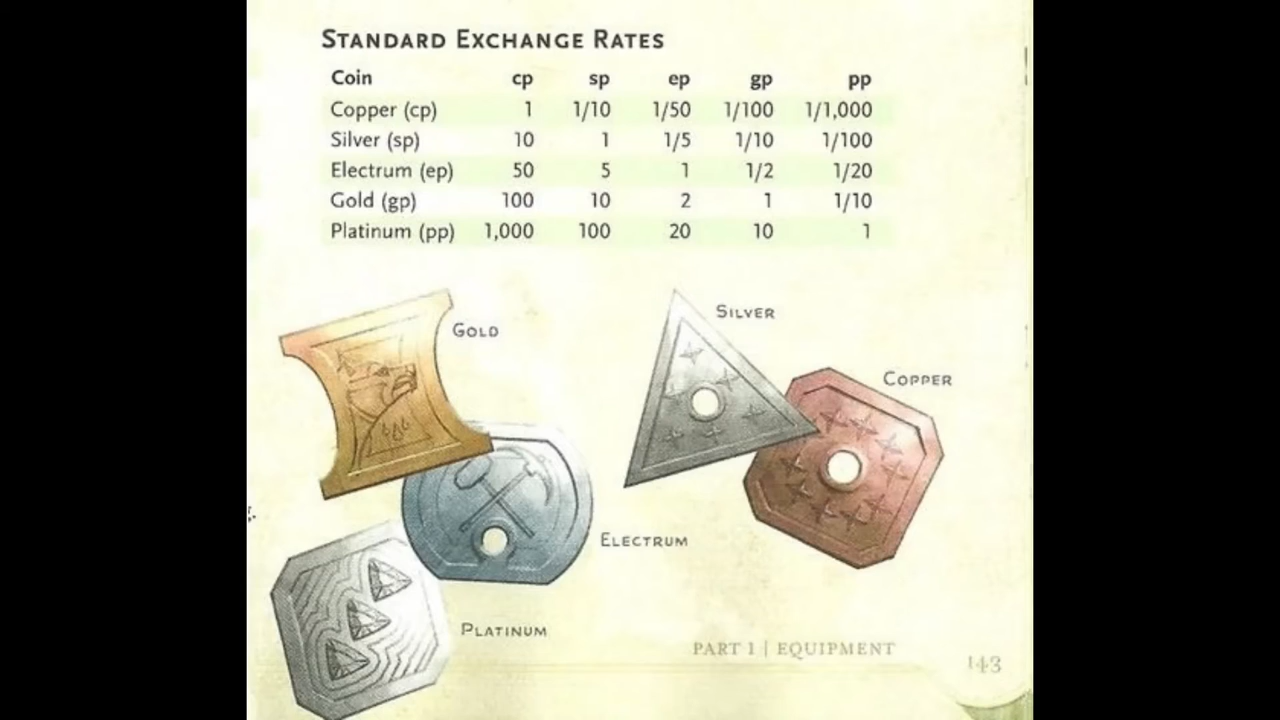 STANDARD EXCHANGE RATES
Coin cp sp ep gp pp
Copper (cp) 1 1/10 1/50 1/100 1/1,000
Silver (sp) 10 1 1/5 1/10 1/100
Electrum (ep) 50 5 1 1/2 1/20
Gold (gp) 100 10 2 1 1/10
Platinum (pp) 1,000 100 20 10 1
GOLD
SILVER
COPPER
ELECTRUM
PLATINUM
PART 1 | EQUIPMENT
143